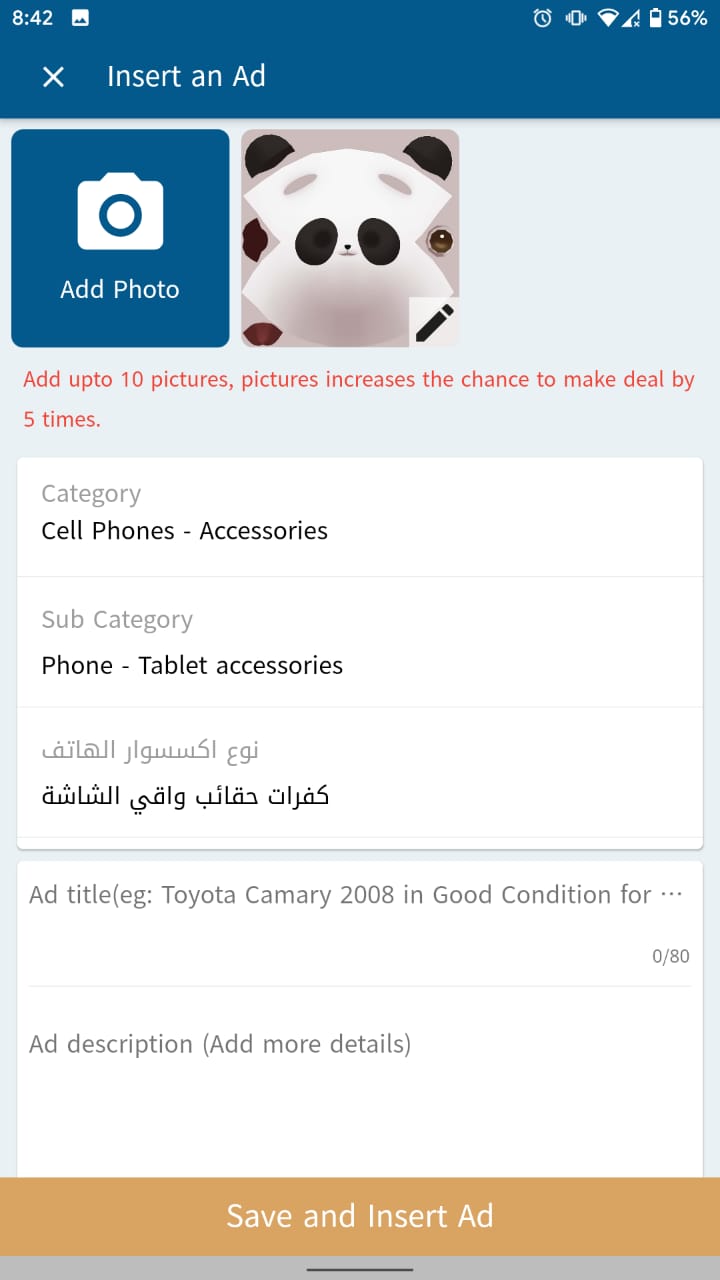 8:42
56%
Insert an Ad
Add Photo
Add upto 10 pictures, pictures increases the chance to make deal by
5 times.
Category
Cell Phones - Accessories
Sub Category
Phone - Tablet accessories
نوع اكسسوار الهاتف
كفرات حقائب واقي الشاشة
Ad title(eg: Toyota Camary 2008 in Good Condition for ...
0/80
Ad description (Add more details)
Save and Insert Ad